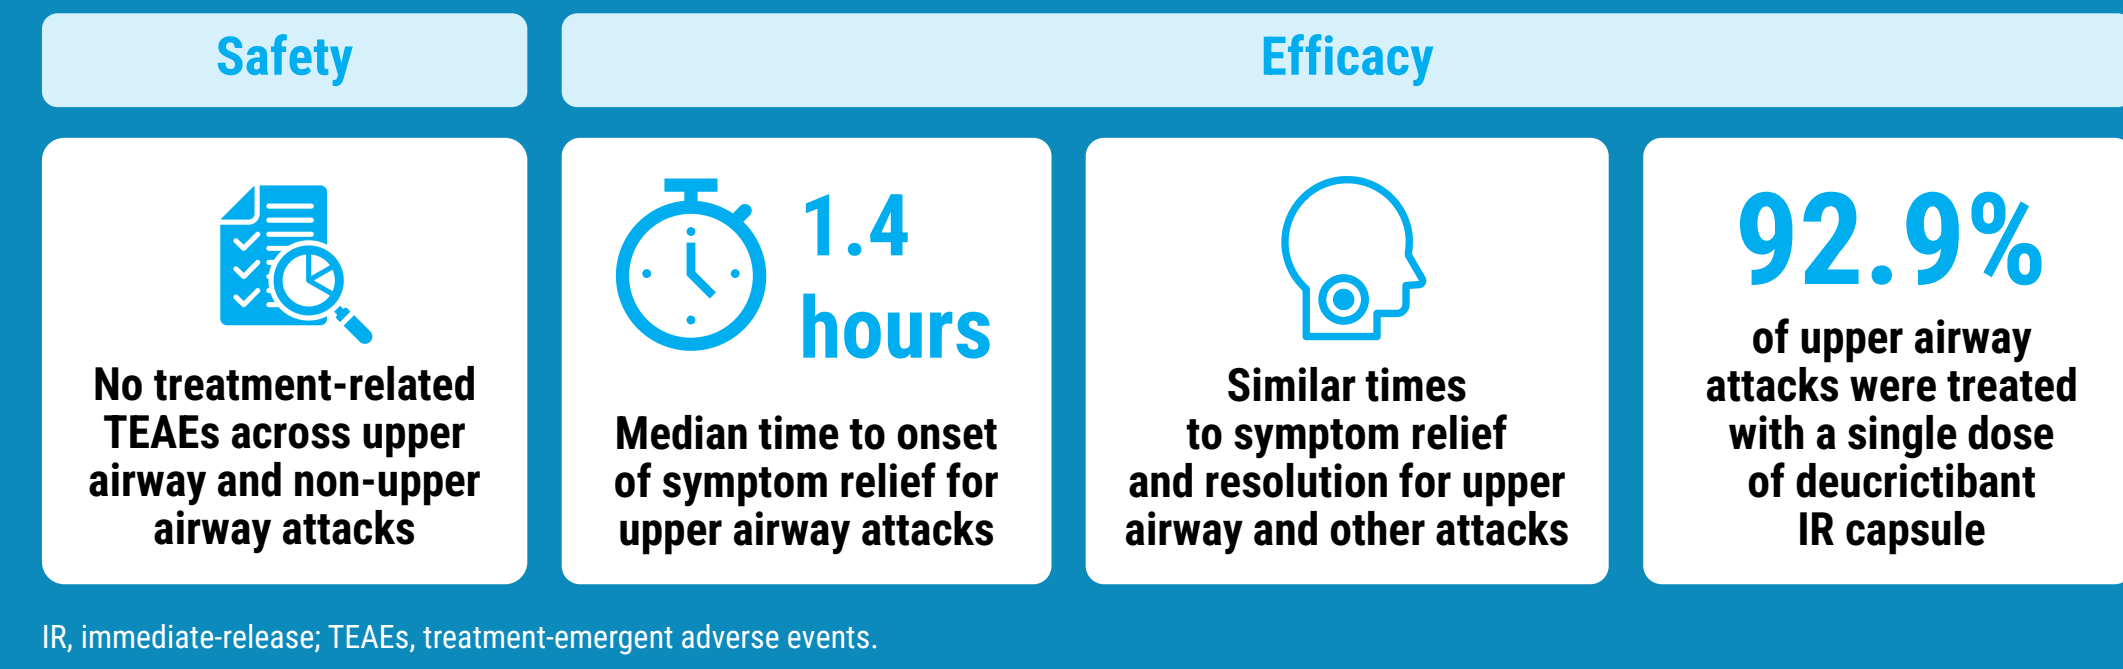 Safety
Efficacy
No treatment-related
TEAEs across upper
airway and non-upper
airway attacks
1.4
hours
Median time to onset
of symptom relief for
upper airway attacks
Similar times
to symptom relief
and resolution for upper
airway and other attacks
92.9%
of upper airway
attacks were treated
with a single dose
of deucrictibant
IR capsule
IR, immediate-release; TEAEs, treatment-emergent adverse events.